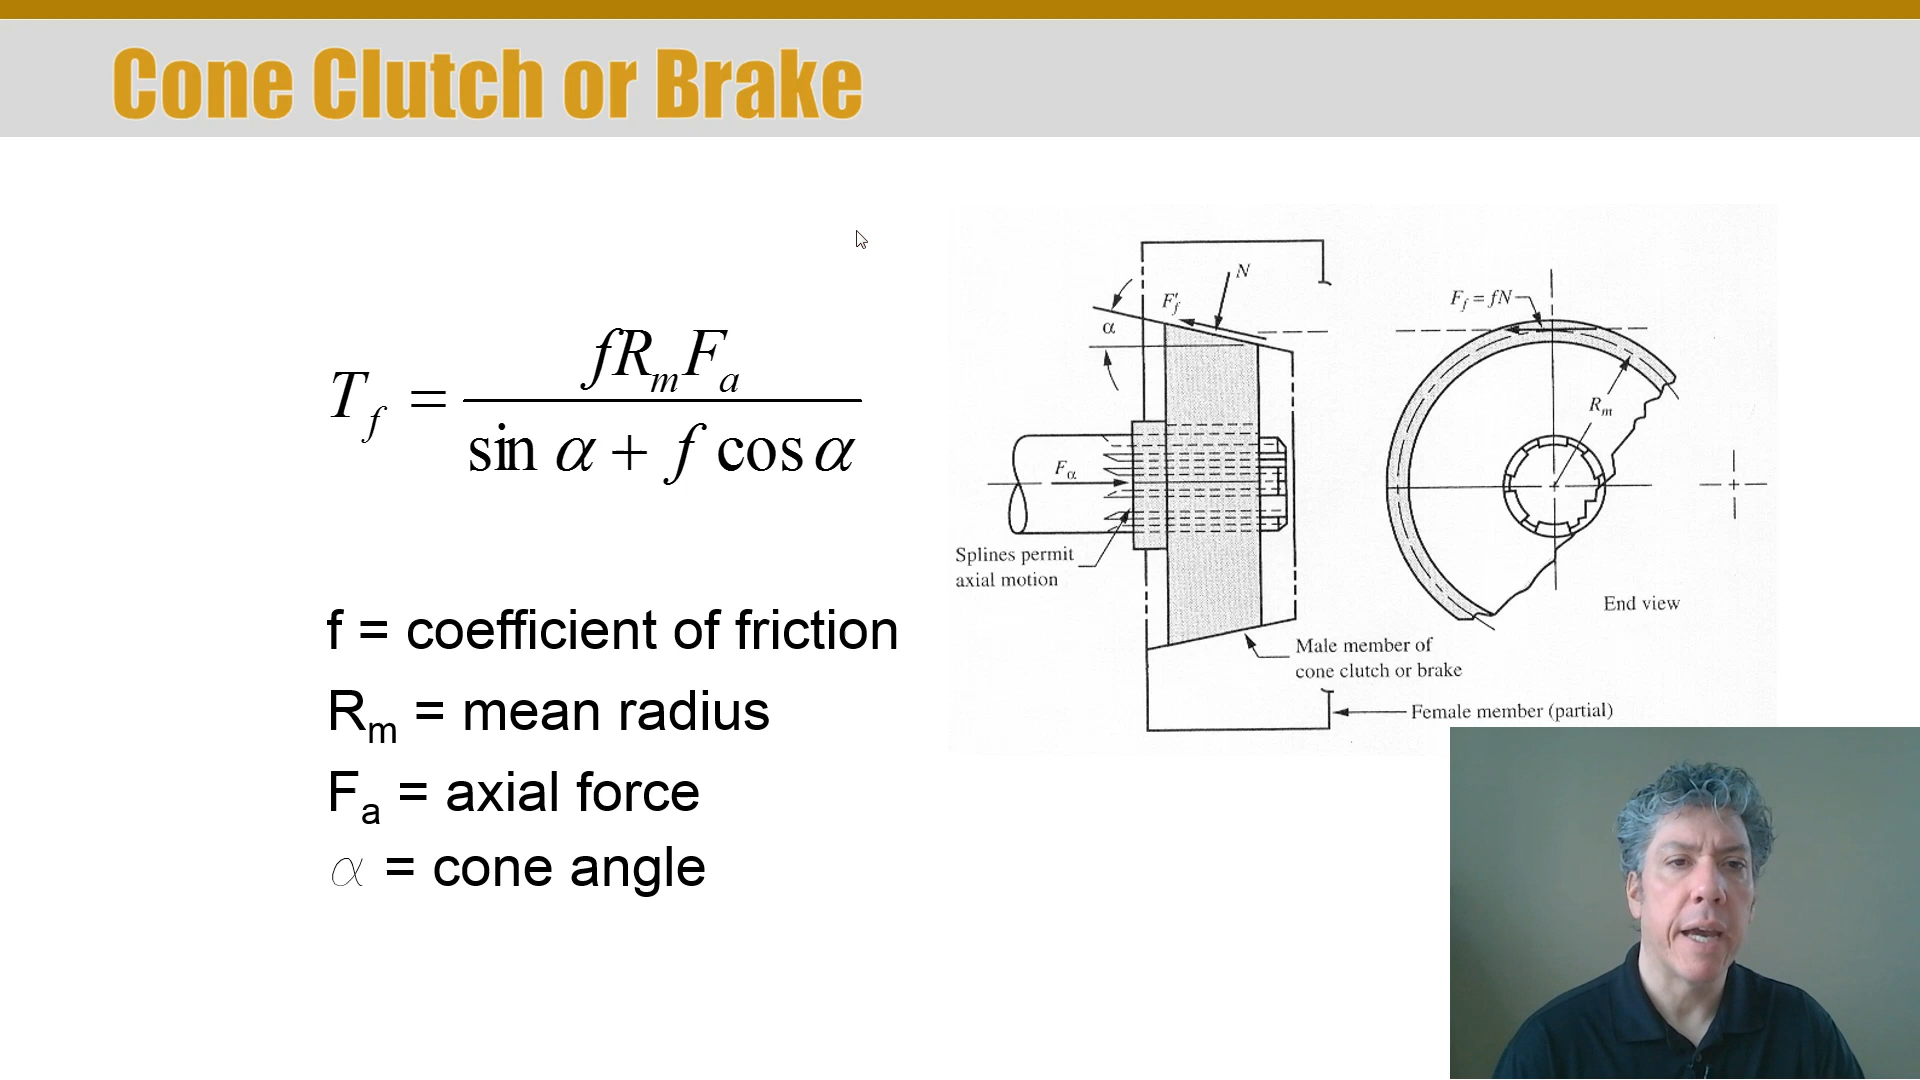 Cone Clutch or Brake
T_f = fR_mF_a / (sin α + f cos α)
f = coefficient of friction
R_m = mean radius
F_a = axial force
α = cone angle
N
F'_f
α
F_α
Splines permit
axial motion
Male member of
cone clutch or brake
Female member (partial)
F_f = fN
R_m
End view